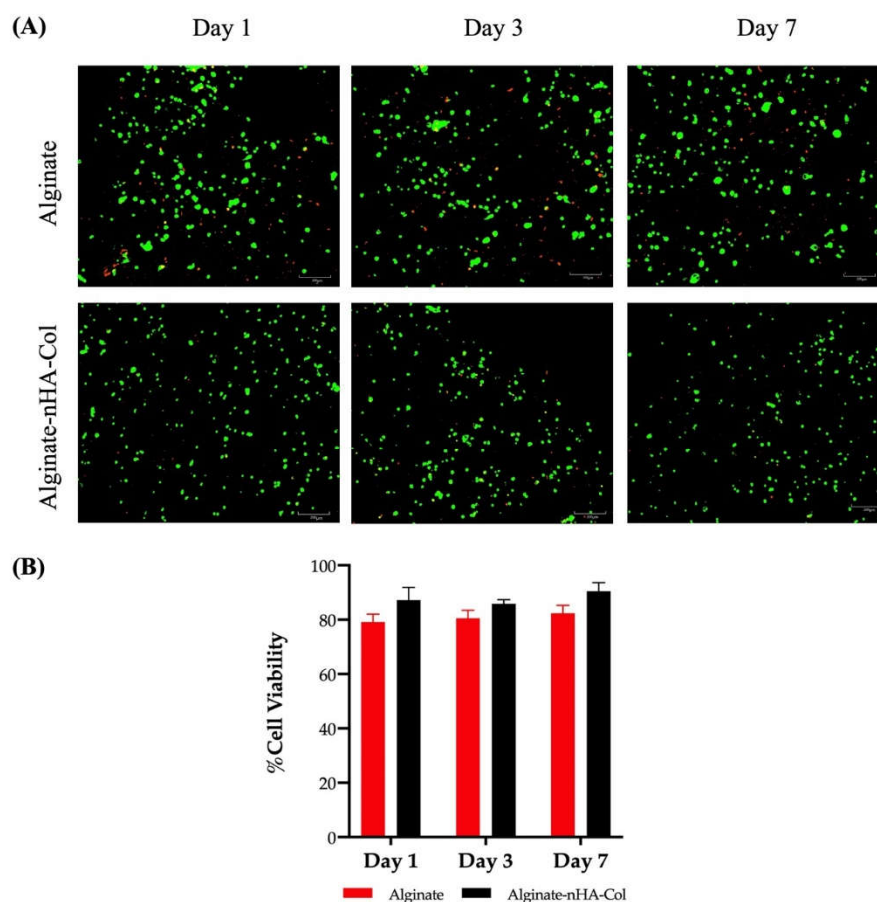 (A)
Day 1 Day 3 Day 7
Alginate
Alginate-nHA-Col
(B)
100
80
60
40
20
0
%Cell Viability
Day 1 Day 3 Day 7
Alginate Alginate-nHA-Col